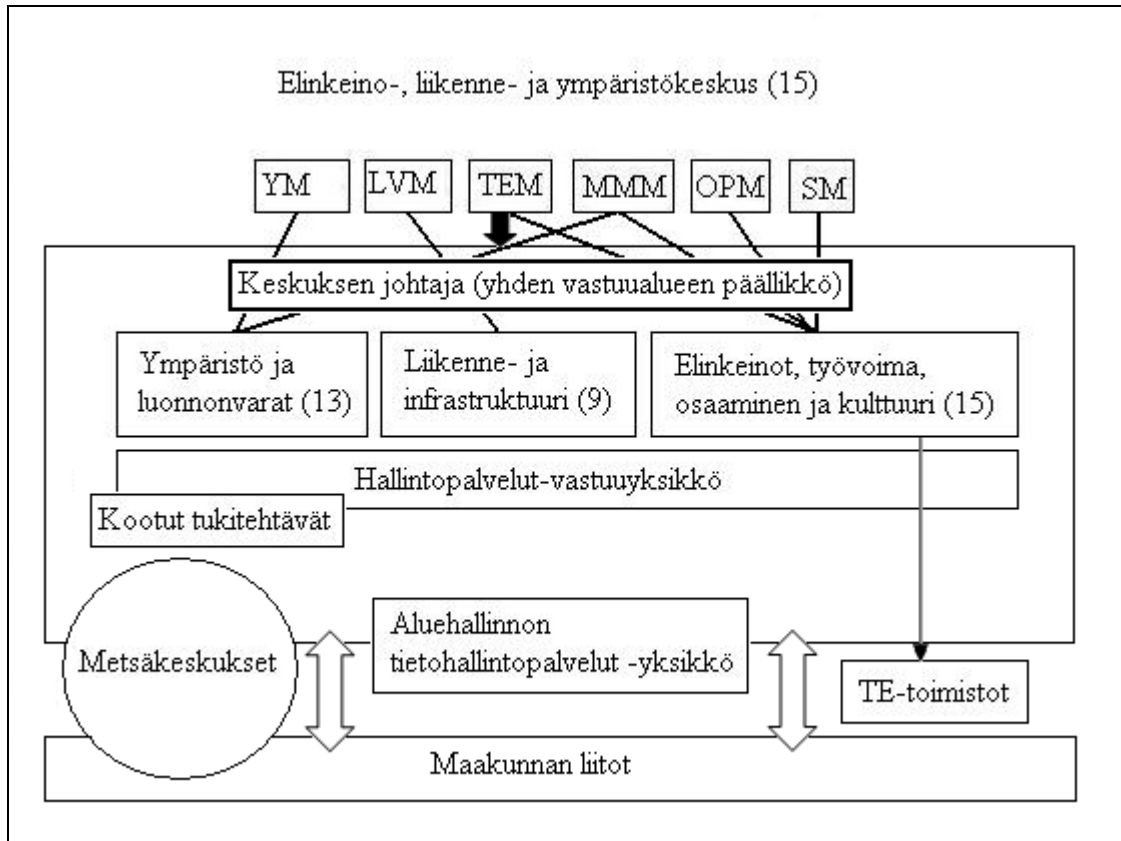 Elinkeino-, liikenne- ja ympäristökeskus (15)
YM
LVM
TEM
MMM
OPM
SM
Keskuksen johtaja (yhden vastuualueen päällikkö)
Ympäristö ja
luonnonvarat (13)
Liikenne- ja
infrastruktuuri (9)
Elinkeinot, työvoima,
osaaminen ja kulttuuri (15)
Hallintopalvelut-vastuuyksikkö
Kootut tukitehtävät
Metsäkeskukset
Aluehallinnon
tietohallintopalvelut -yksikkö
TE-toimistot
Maakunnan liitot